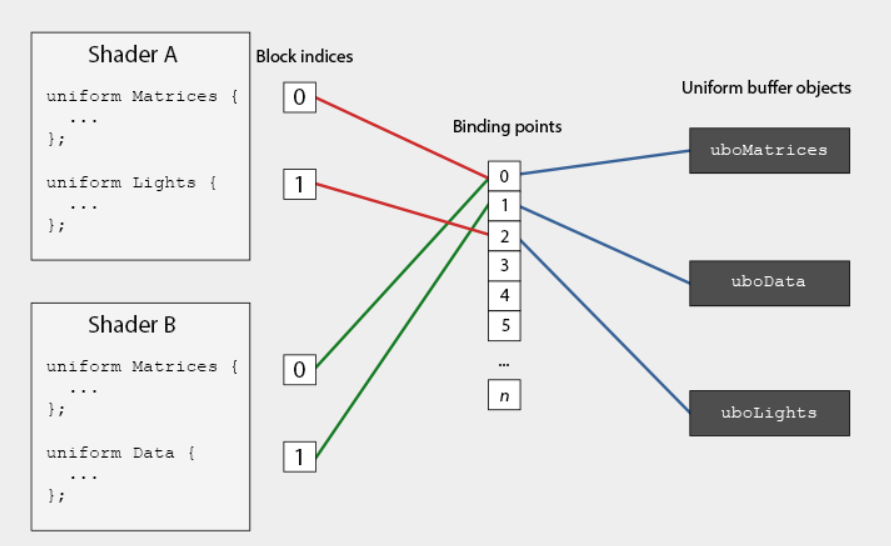 Shader A
uniform Matrices {
...
};
uniform Lights {
...
};
Block indices
0
1
Shader B
uniform Matrices {
...
};
uniform Data {
...
};
0
1
Binding points
0
1
2
3
4
5
...
n
Uniform buffer objects
uboMatrices
uboData
uboLights